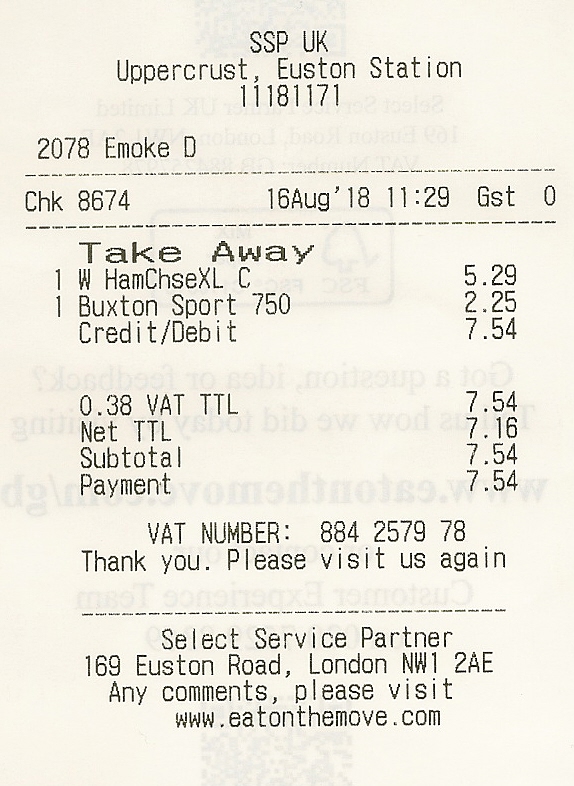 SSP UK
Uppercrust, Euston Station
11181171
2078 Emoke D
Chk 8674 16Aug'18 11:29 Gst 0
Take Away
1 W HamChseXL C 5.29
1 Buxton Sport 750 2.25
Credit/Debit 7.54
0.38 VAT TTL 7.54
Net TTL 7.16
Subtotal 7.54
Payment 7.54
VAT NUMBER: 884 2579 78
Thank you. Please visit us again
Select Service Partner
169 Euston Road, London NW1 2AE
Any comments, please visit
www.eatonthemove.com